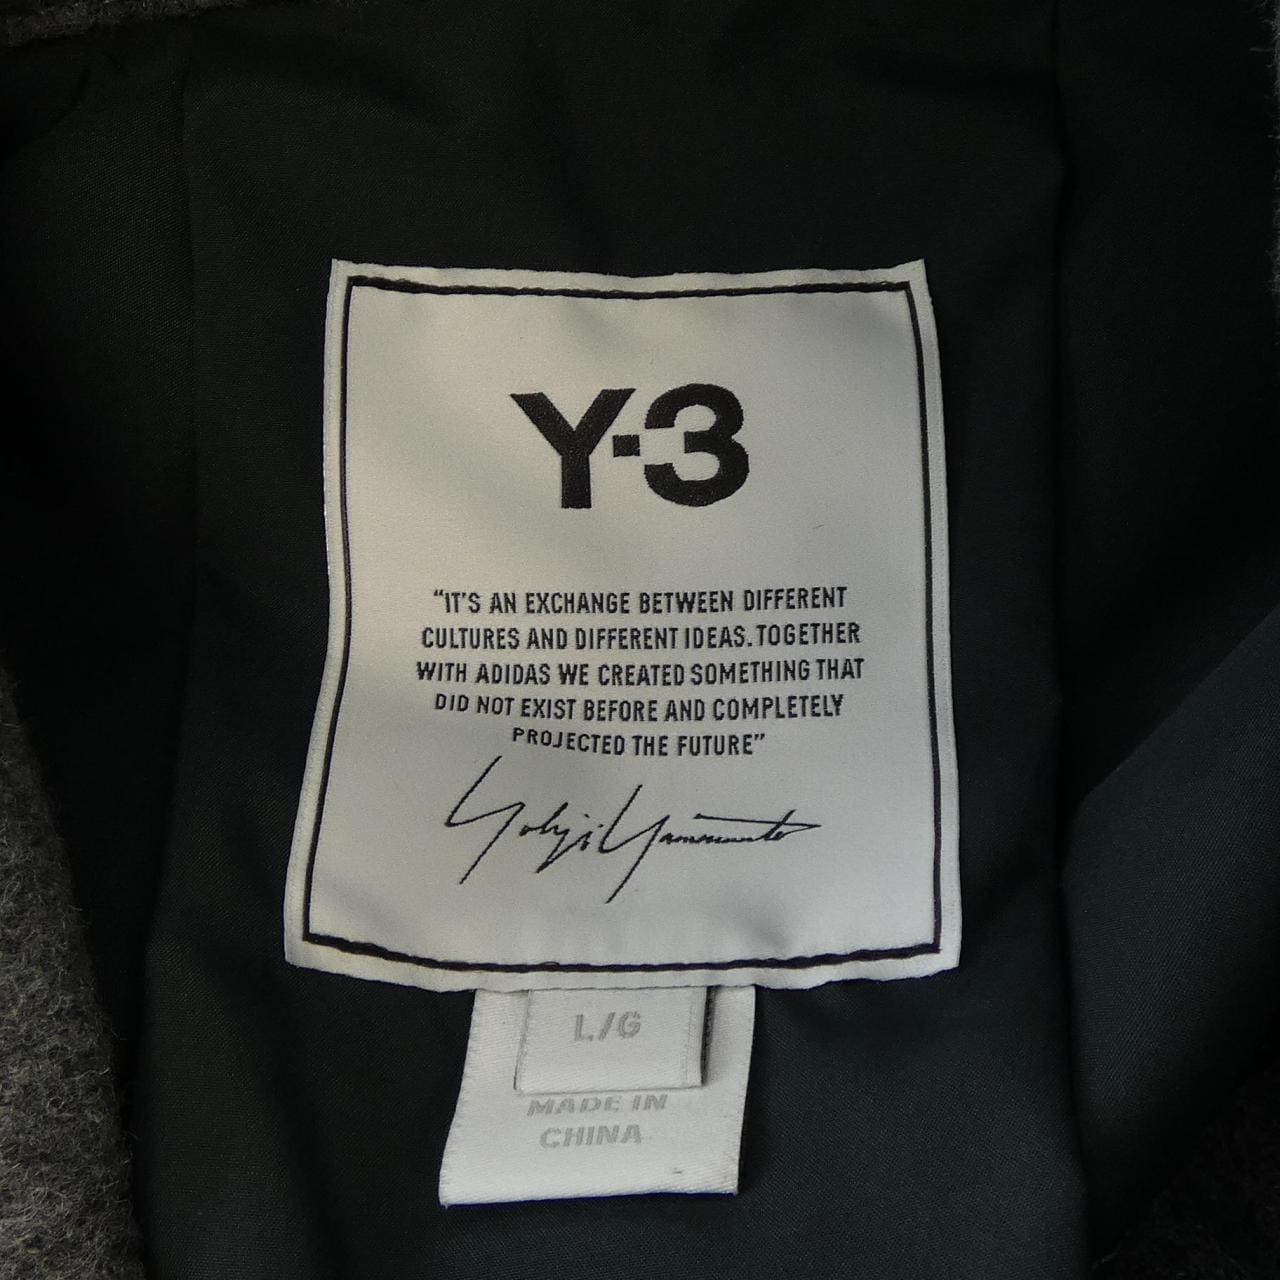 Y-3
“IT'S AN EXCHANGE BETWEEN DIFFERENT
CULTURES AND DIFFERENT IDEAS. TOGETHER
WITH ADIDAS WE CREATED SOMETHING THAT
DID NOT EXIST BEFORE AND COMPLETELY
PROJECTED THE FUTURE”
Yohji Yamamoto
L/G
MADE IN
CHINA